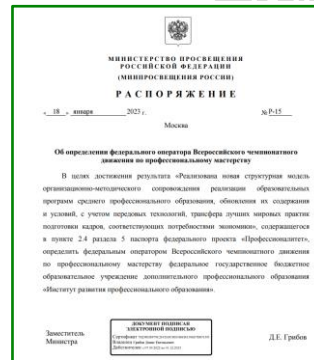 МИНИСТЕРСТВО ПРОСВЕЩЕНИЯ
РОССИЙСКОЙ ФЕДЕРАЦИИ
(МИНПРОСВЕЩЕНИЯ РОССИИ)
РАСПОРЯЖЕНИЕ
« 18 » января 2023 г. № Р-15
Москва
Об определении федерального оператора Всероссийского чемпионатного
движения по профессиональному мастерству
В целях достижения результата «Реализована новая структурная модель
организационно-методического сопровождения реализации образовательных
программ среднего профессионального образования, обновления их содержания
и условий, с учетом передовых технологий, трансфера лучших мировых практик
подготовки кадров, соответствующих потребностями экономики», содержащегося
в пункте 2.4 раздела 5 паспорта федерального проекта «Профессионалитет»,
определить федеральным оператором Всероссийского чемпионатного движения
по профессиональному мастерству федеральное государственное бюджетное
образовательное учреждение дополнительного профессионального образования
«Институт развития профессионального образования».
Заместитель
Министра
ДОКУМЕНТ ПОДПИСАН
ЭЛЕКТРОННОЙ ПОДПИСЬЮ
Д.Е. Грибов